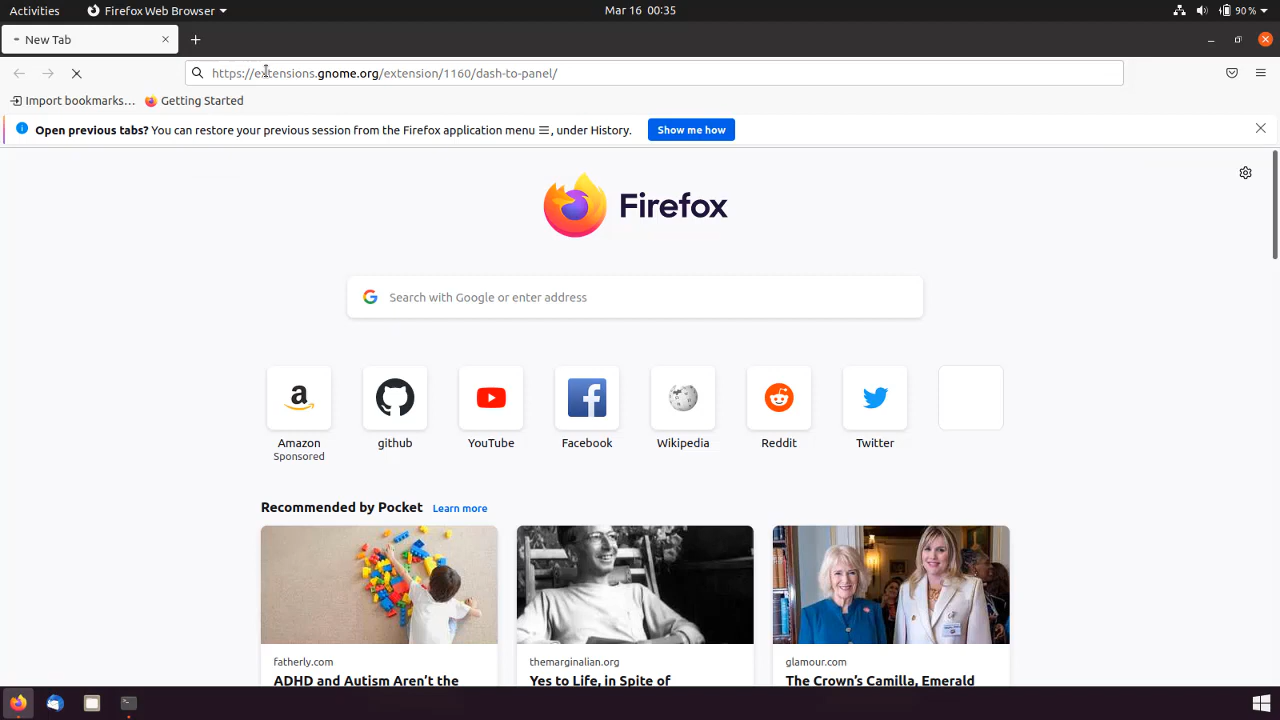 Activities
Firefox Web Browser
Mar 16 00:35
90%
New Tab
https://extensions.gnome.org/extension/1160/dash-to-panel/
Import bookmarks...
Getting Started
Open previous tabs? You can restore your previous session from the Firefox application menu ☰, under History.
Show me how
Firefox
Search with Google or enter address
Amazon
Sponsored
github
YouTube
Facebook
Wikipedia
Reddit
Twitter
Recommended by Pocket
Learn more
fatherly.com
ADHD and Autism Aren't the
themarginalian.org
Yes to Life, in Spite of
glamour.com
The Crown's Camilla, Emerald